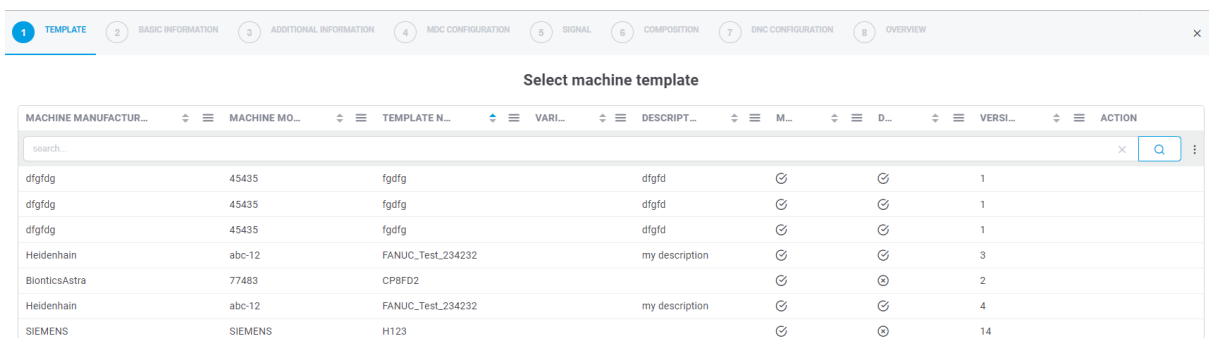 1 TEMPLATE 2 BASIC INFORMATION 3 ADDITIONAL INFORMATION 4 MDC CONFIGURATION 5 SIGNAL 6 COMPOSITION 7 DNC CONFIGURATION 8 OVERVIEW
Select machine template
MACHINE MANUFACTUR... MACHINE MO... TEMPLATE N... VARI... DESCRIPT... M... D... VERSI... ACTION
search...
dfgfdg 45435 fgdfg dfgfd 1
dfgfdg 45435 fgdfg dfgfd 1
dfgfdg 45435 fgdfg dfgfd 1
Heidenhain abc-12 FANUC_Test_234232 my description 3
BionticsAstra 77483 CP8FD2 2
Heidenhain abc-12 FANUC_Test_234232 my description 4
SIEMENS SIEMENS H123 14